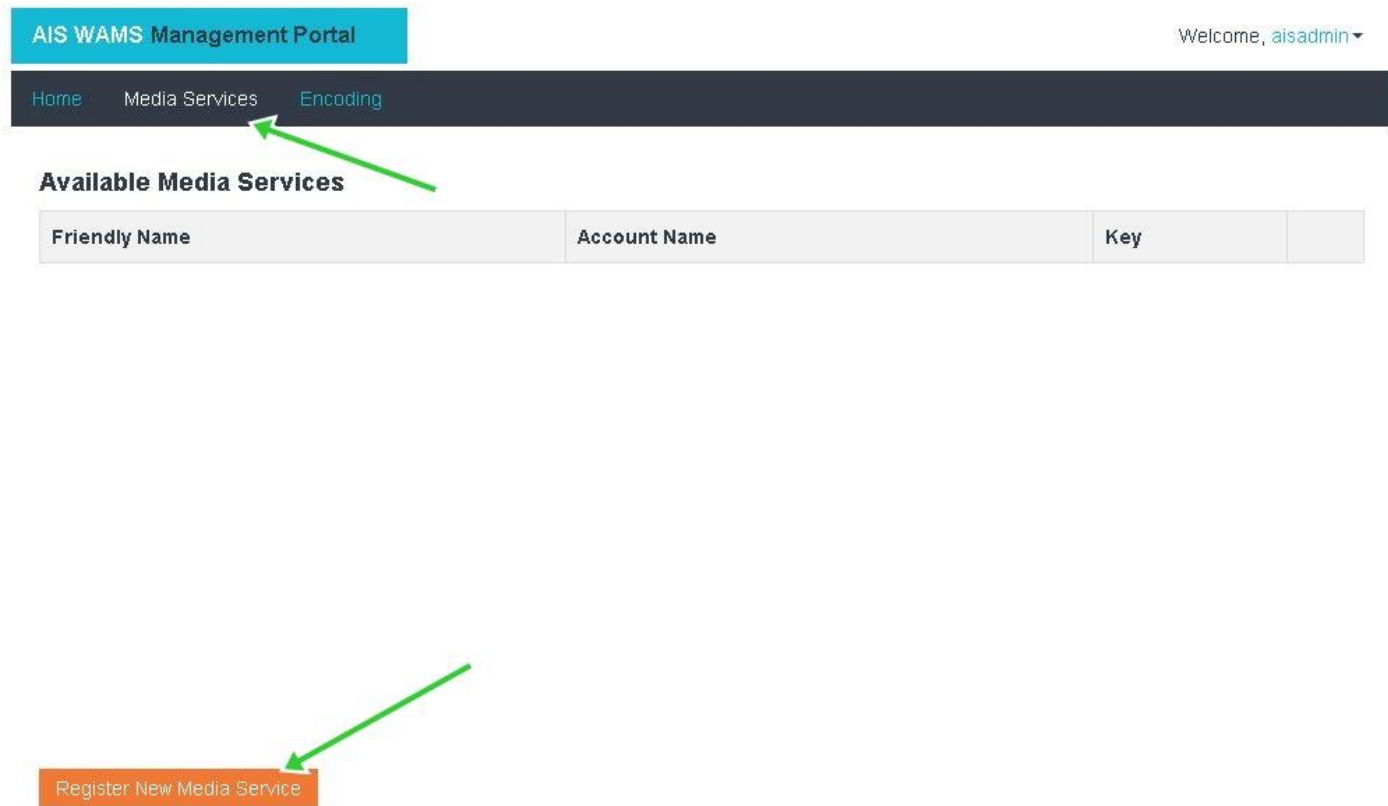 AIS WAMS Management Portal
Welcome, aisadmin
Home Media Services Encoding
Available Media Services
Friendly Name Account Name Key
Register New Media Service